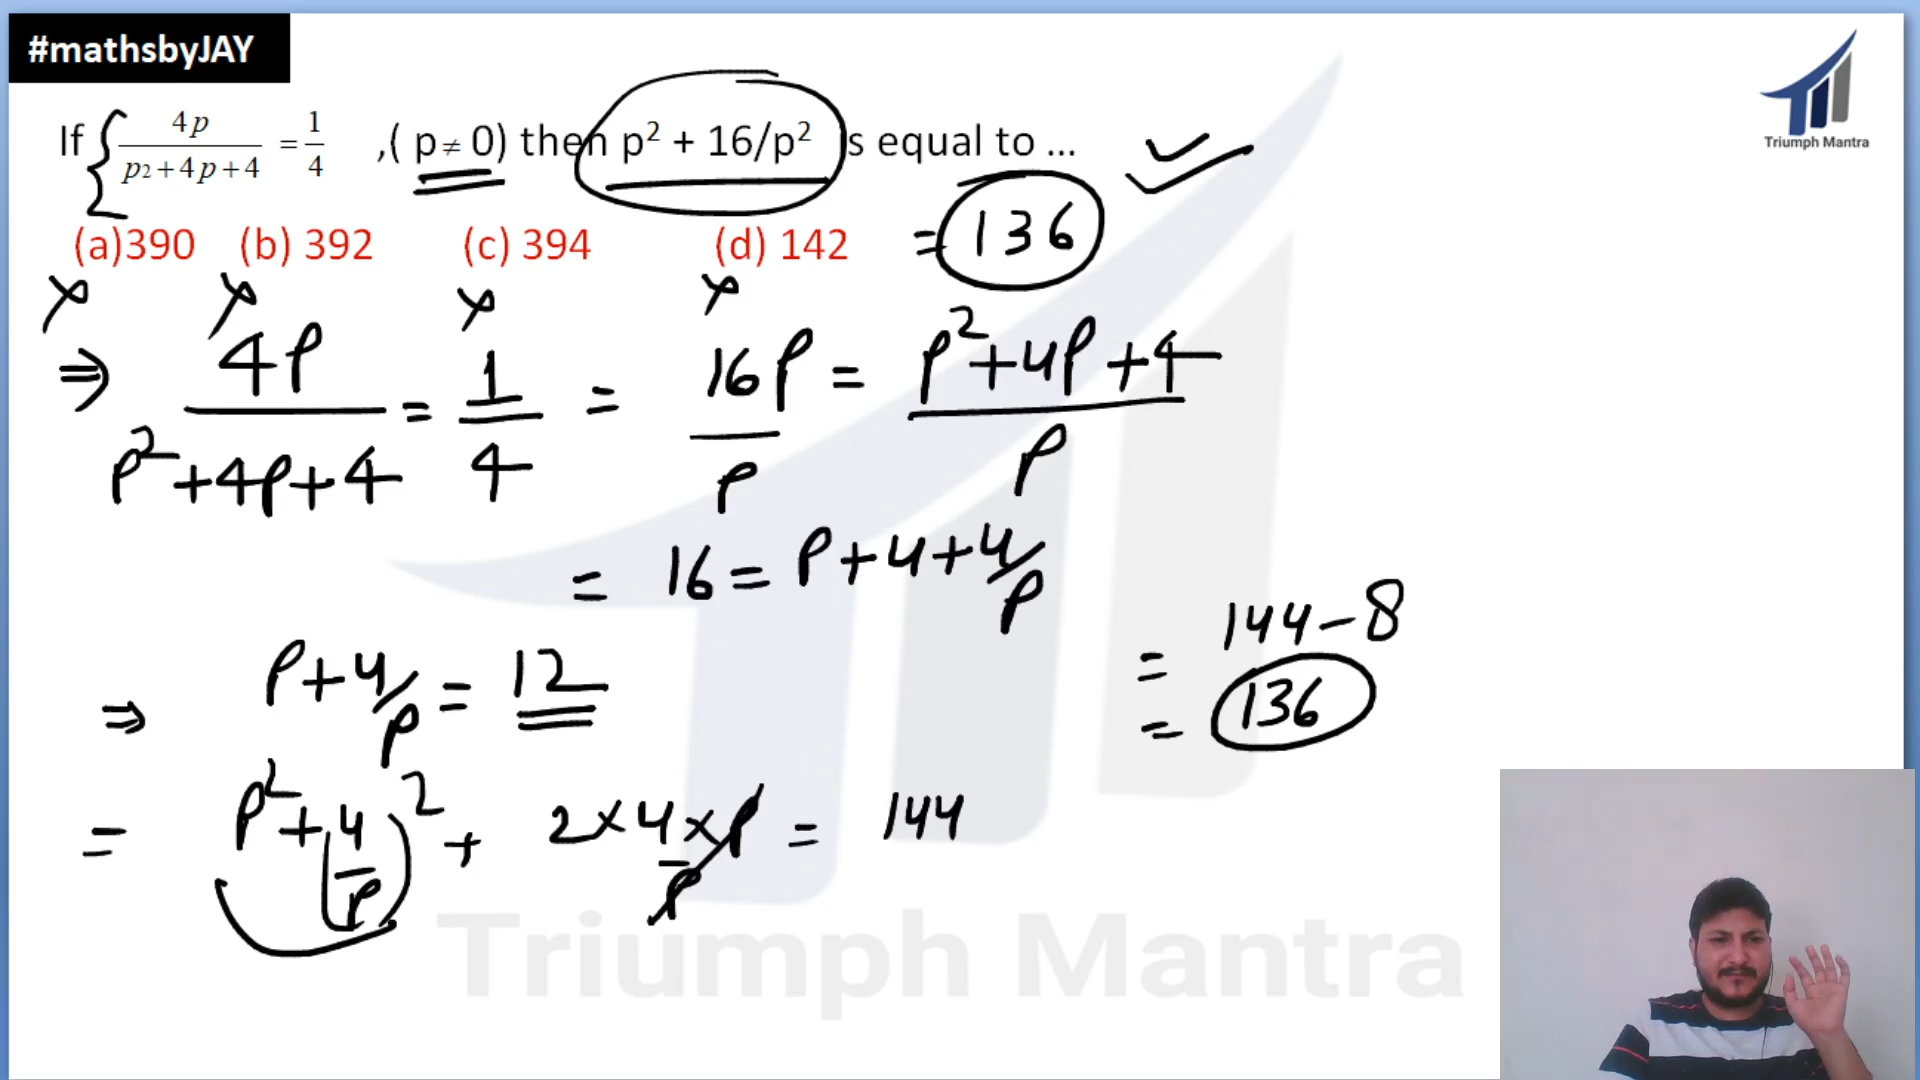 #mathsbyJAY
Triumph Mantra
If { 4p / p2+4p+4 = 1/4 ,( p≠ 0) then p² + 16/p² is equal to ...
(a)390 (b) 392 (c) 394 (d) 142 = 136
x x x x
⇒ 4P / P²+4P+4 = 1/4 = 16P/P = P²+4P+4 / P
= 16 = P+4+4/P
⇒ P+4/P = 12
= P²+(4/P)² + 2×4/P×P = 144
= 144-8
= 136
Triumph Mantra